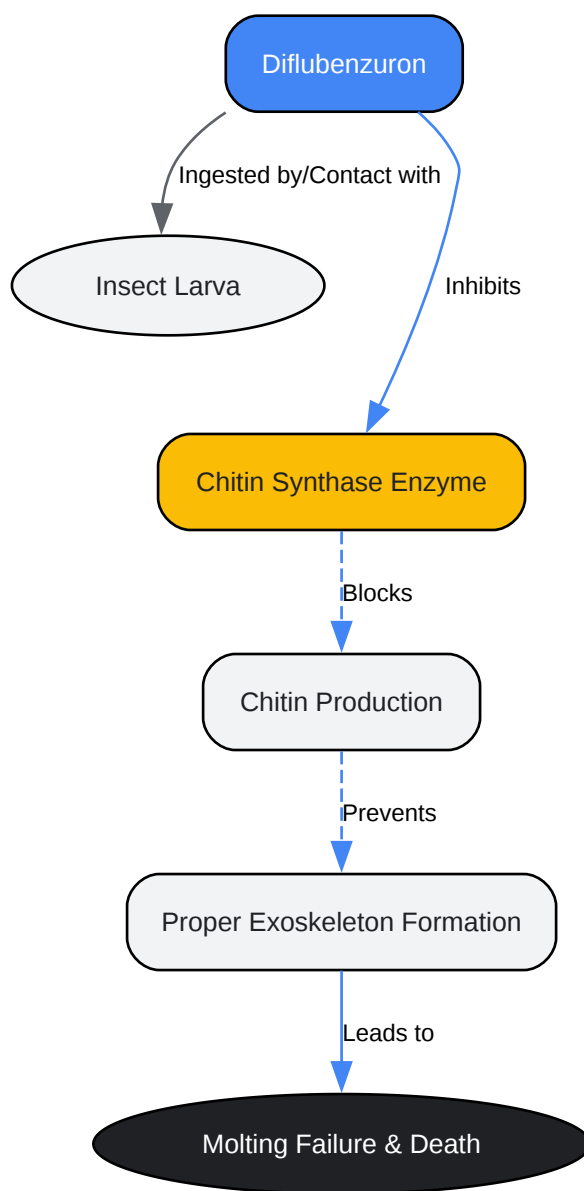 Diflubenzuron
Ingested by/Contact with
Insect Larva
Inhibits
Chitin Synthase Enzyme
Blocks
Chitin Production
Prevents
Proper Exoskeleton Formation
Leads to
Molting Failure & Death